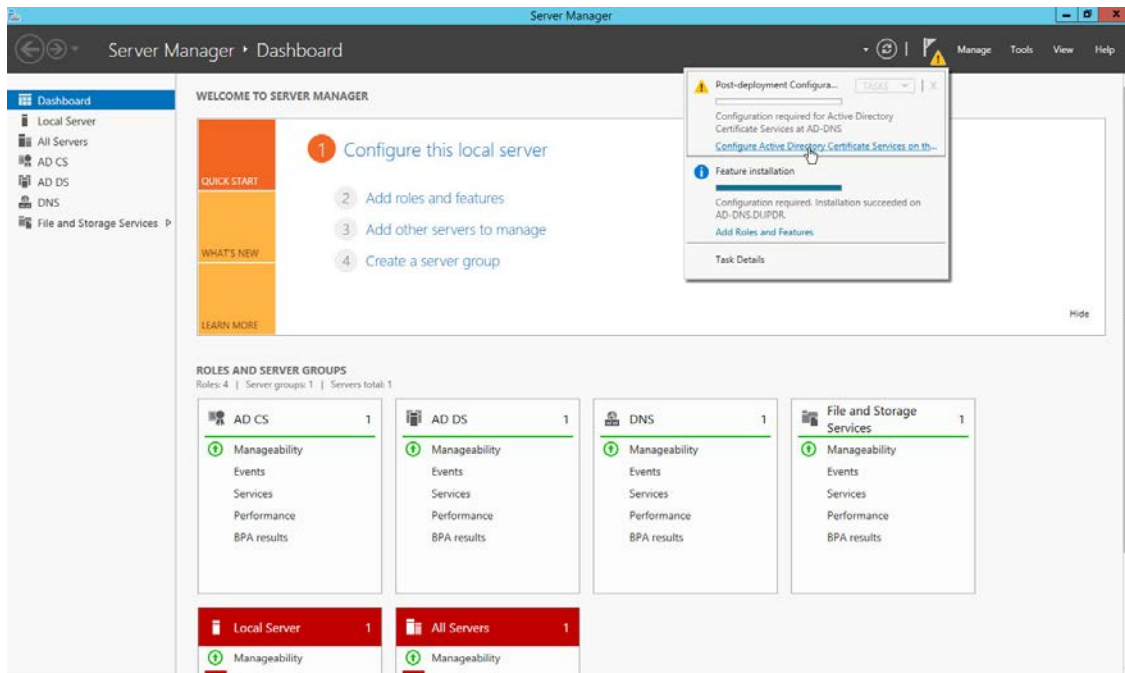 Server Manager
Server Manager • Dashboard
Manage Tools View Help
Dashboard
Local Server
All Servers
AD CS
AD DS
DNS
File and Storage Services
WELCOME TO SERVER MANAGER
QUICK START
WHAT'S NEW
LEARN MORE
1 Configure this local server
2 Add roles and features
3 Add other servers to manage
4 Create a server group
Hide
Post-deployment Configura... TASKS X
Configuration required for Active Directory
Certificate Services at AD-DNS
Configure Active Directory Certificate Services on th...
Feature installation
Configuration required. Installation succeeded on
AD-DNS.DIJPDR.
Add Roles and Features
Task Details
ROLES AND SERVER GROUPS
Roles: 4 | Server groups: 1 | Servers total: 1
AD CS 1
Manageability
Events
Services
Performance
BPA results
AD DS 1
Manageability
Events
Services
Performance
BPA results
DNS 1
Manageability
Events
Services
Performance
BPA results
File and Storage
Services 1
Manageability
Events
Services
Performance
BPA results
Local Server 1
Manageability
All Servers 1
Manageability